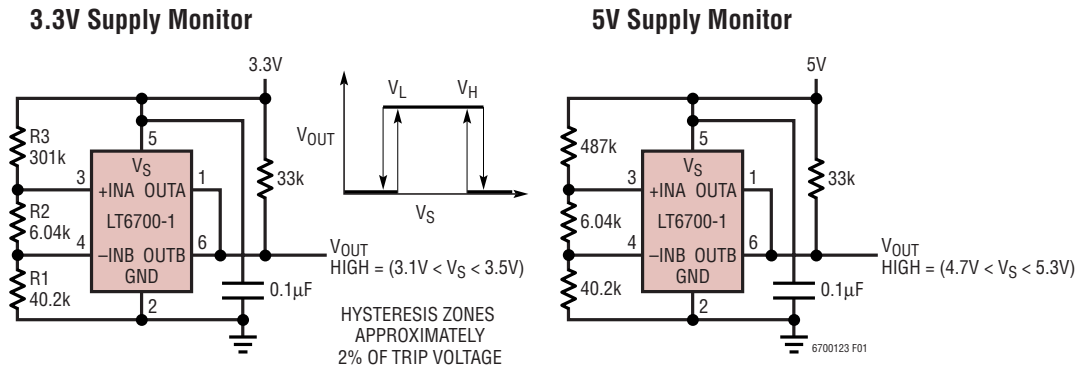 3.3V Supply Monitor
3.3V
R3
301k
5
VS
3
+INA OUTA
1
33k
R2
6.04k
LT6700-1
4
–INB OUTB
6
GND
R1
40.2k
2
0.1µF
VOUT
HIGH = (3.1V < VS < 3.5V)
VL
VH
VOUT
VS
HYSTERESIS ZONES
APPROXIMATELY
2% OF TRIP VOLTAGE
5V Supply Monitor
5V
487k
5
VS
3
+INA OUTA
1
33k
6.04k
LT6700-1
4
–INB OUTB
6
GND
40.2k
2
0.1µF
VOUT
HIGH = (4.7V < VS < 5.3V)
6700123 F01